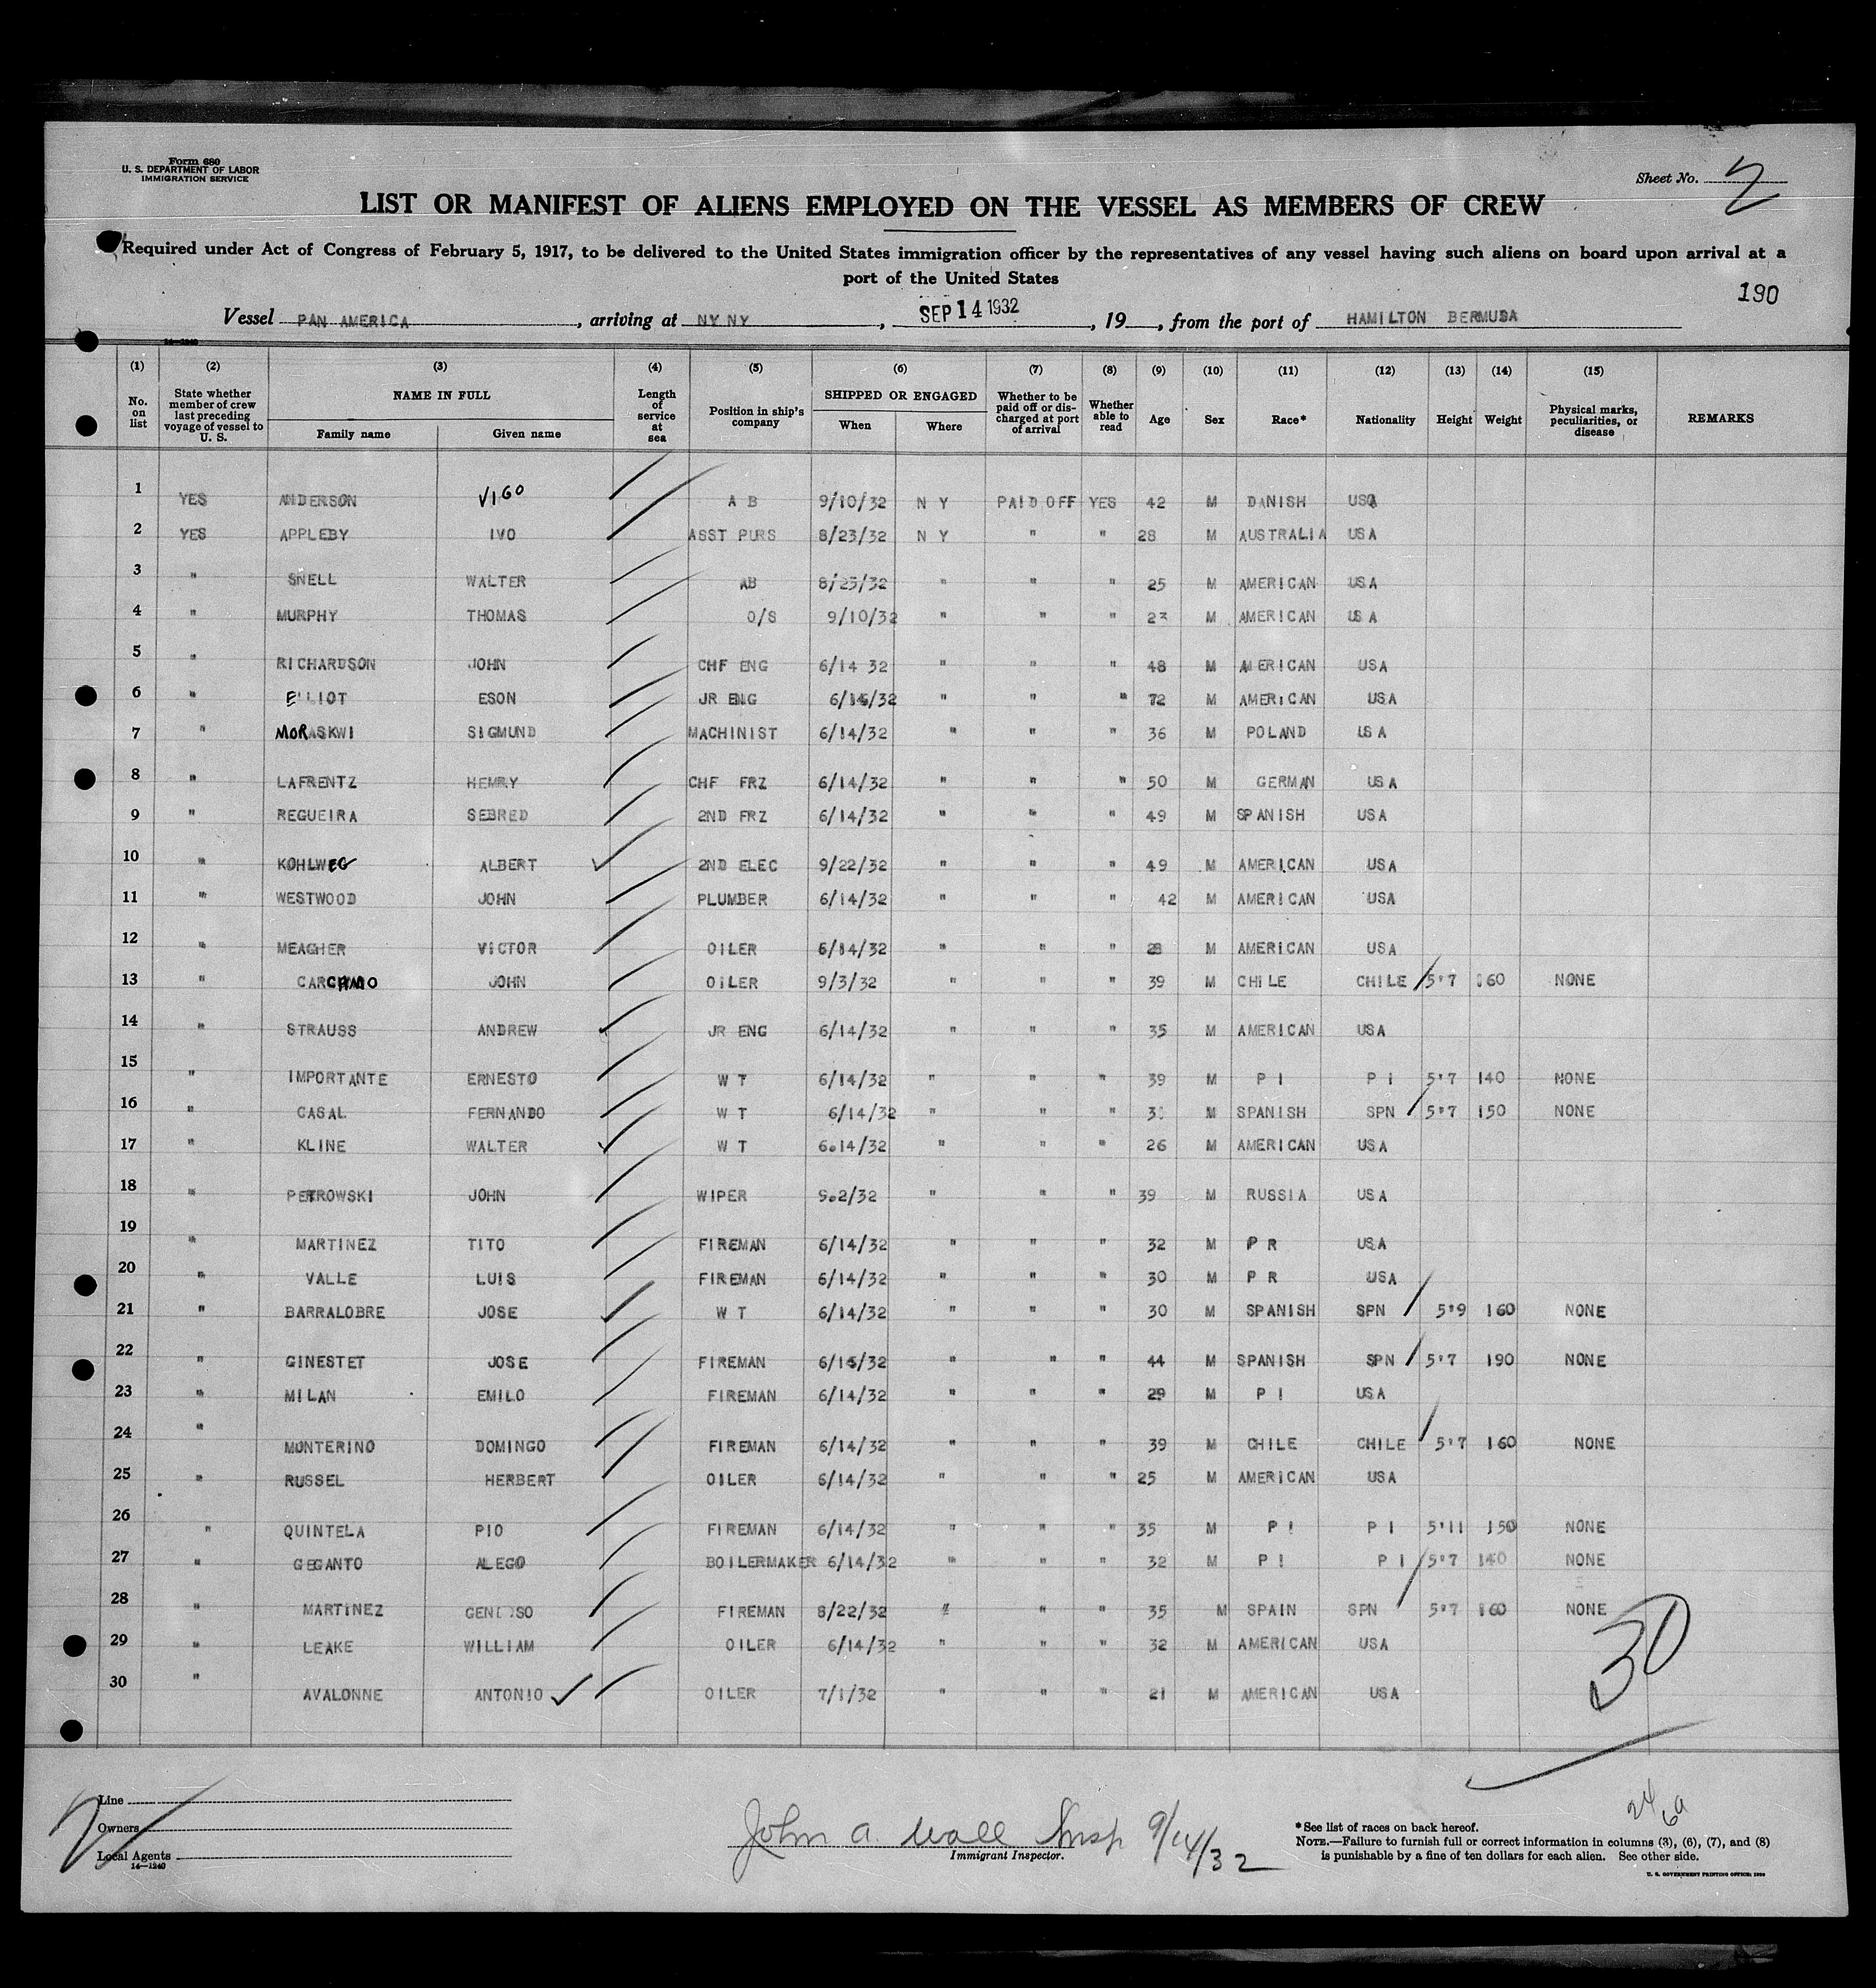 Form 680
U. S. DEPARTMENT OF LABOR
IMMIGRATION SERVICE
Sheet No. 2
LIST OR MANIFEST OF ALIENS EMPLOYED ON THE VESSEL AS MEMBERS OF CREW
Required under Act of Congress of February 5, 1917, to be delivered to the United States immigration officer by the representatives of any vessel having such aliens on board upon arrival at a
port of the United States
190
Vessel PAN AMERICA, arriving at NY NY, SEP 14 1932, 19, from the port of HAMILTON BERMUDA
14—1240
(1) (2) (3) (4) (5) (6) (7) (8) (9) (10) (11) (12) (13) (14) (15)
No. on list State whether member of crew last preceding voyage of vessel to U. S. NAME IN FULL Family name Given name Length of service at sea Position in ship's company SHIPPED OR ENGAGED When Where Whether to be paid off or discharged at port of arrival Whether able to read Age Sex Race* Nationality Height Weight Physical marks, peculiarities, or disease REMARKS
1 YES ANDERSON VIGO A B 9/10/32 N Y PAID OFF YES 42 M DANISH USA
2 YES APPLEBY IVO ASST PURS 8/23/32 N Y " " 28 M AUSTRALIA USA
3 " SNELL WALTER AB 8/23/32 " " " 25 M AMERICAN USA
4 " MURPHY THOMAS O/S 9/10/32 " " " 23 M AMERICAN USA
5 " RICHARDSON JOHN CHF ENG 6/14 32 " " " 48 M AMERICAN USA
6 " ELLIOT ESON JR ENG 6/14/32 " " " 72 M AMERICAN USA
7 " MORASKWI SIGMUND MACHINIST 6/14/32 " " " 36 M POLAND USA
8 " LAFRENTZ HEMRY CHF FRZ 6/14/32 " " " 50 M GERMAN USA
9 " REGUEIRA SEBRED 2ND FRZ 6/14/32 " " " 49 M SPANISH USA
10 " KOHLWEG ALBERT 2ND ELEC 9/22/32 " " " 49 M AMERICAN USA
11 " WESTWOOD JOHN PLUMBER 6/14/32 " " " 42 M AMERICAN USA
12 " MEAGHER VICTOR OILER 6/14/32 " " " 28 M AMERICAN USA
13 " JOHN OILER 9/3/32 " " " 39 M CHILE CHILE 5'7 160 NONE
14 " STRAUSS ANDREW JR ENG 6/14/32 " " " 35 M AMERICAN USA
15 " IMPORTANTE ERNESTO W T 6/14/32 " " " 39 M P I P I 5'7 140 NONE
16 " CASAL FERNANDO W T 6/14/32 " " " 31 M SPANISH SPN 5'7 150 NONE
17 " KLINE WALTER W T 6.14/32 " " 26 M AMERICAN USA
18 " PETROWSKI JOHN WIPER 9.2/32 " " " 39 M RUSSIA USA
19 " MARTINEZ TITO FIREMAN 6/14/32 " " " 32 M P R USA
20 " VALLE LUIS FIREMAN 6/14/32 " " " 30 M P R USA
21 " BARRALOBRE JOSE W T 6/14/32 " " " 30 M SPANISH SPN 5'9 160 NONE
22 " GINESTET JOSE FIREMAN 6/15/32 " " " 44 M SPANISH SPN 5'7 190 NONE
23 " MILAN EMILO FIREMAN 6/14/32 " " " 29 M P I USA
24 " MONTERINO DOMINGO FIREMAN 6/14/32 " " " 39 M CHILE CHILE 5'7 160 NONE
25 " RUSSEL HERBERT OILER 6/14/32 " " " 25 M AMERICAN USA
26 " QUINTELA PIO FIREMAN 6/14/32 " " " 35 M P I P I 5'11 150 NONE
27 " GEGANTO ALEGO BOILERMAKER 6/14/32 " " " 32 M P I P I 5'7 140 NONE
28 " MARTINEZ FIREMAN 8/22/32 " " " 35 M SPAIN SPN 5'7 160 NONE
29 " LEAKE WILLIAM OILER 6/14/32 " " " 32 M AMERICAN USA
30 " AVALONNE ANTONIO OILER 7/1/32 " " " 21 M AMERICAN USA
30
Line
Owners
Local Agents
14—1240
John A Wall Insp 9/14/32
Immigrant Inspector.
24
6a
*See list of races on back hereof.
NOTE.—Failure to furnish full or correct information in columns (3), (6), (7), and (8)
is punishable by a fine of ten dollars for each alien. See other side.